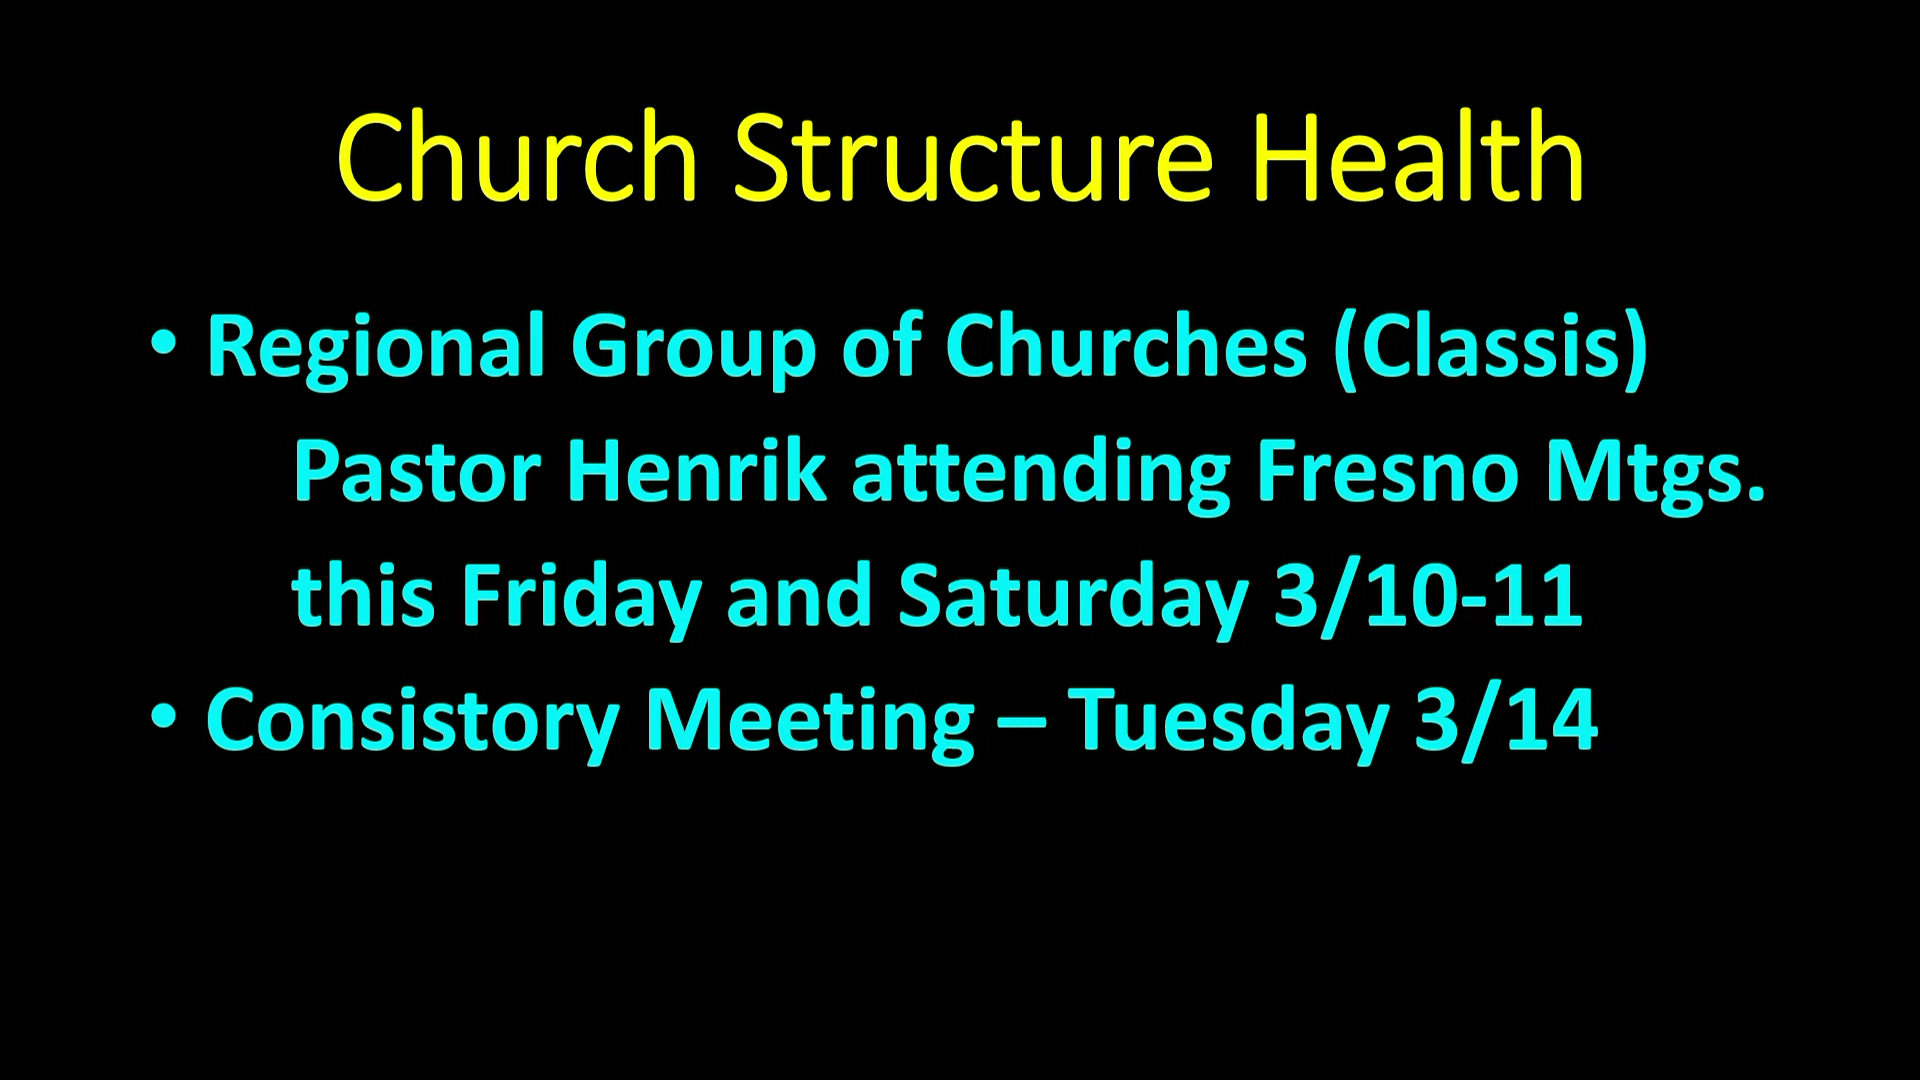 Church Structure Health
• Regional Group of Churches (Classis)
Pastor Henrik attending Fresno Mtgs.
this Friday and Saturday 3/10-11
• Consistory Meeting – Tuesday 3/14